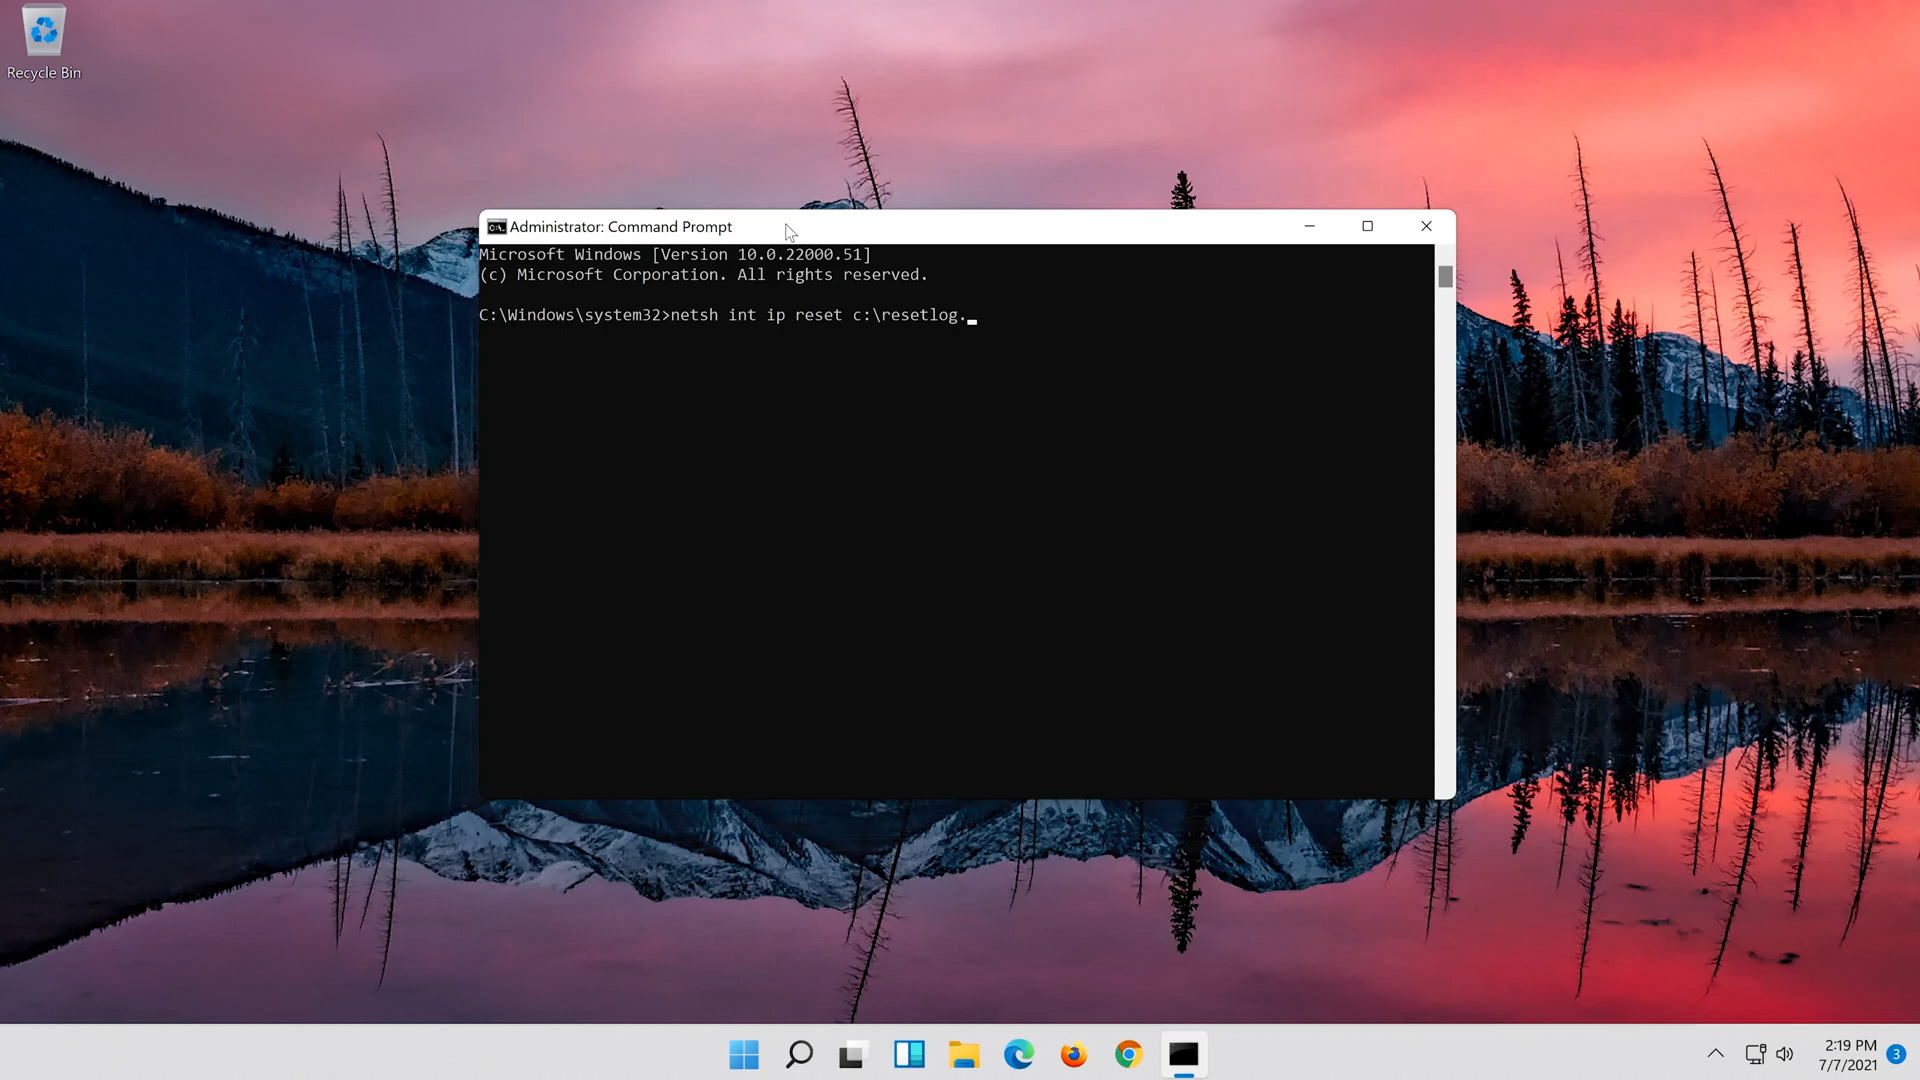 Recycle Bin
Administrator: Command Prompt
Microsoft Windows [Version 10.0.22000.51]
(c) Microsoft Corporation. All rights reserved.
C:\Windows\system32>netsh int ip reset c:\resetlog.
2:19 PM
7/7/2021
3